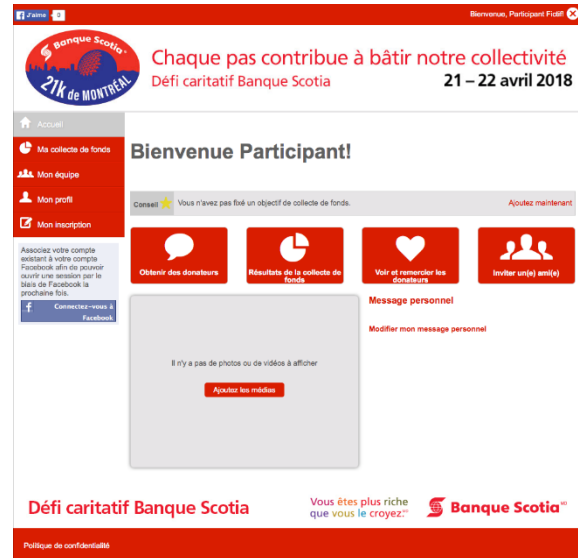 J'aime 0
Bienvenue, Participant Fictif!
Banque Scotia
21k de MONTRÉAL
Chaque pas contribue à bâtir notre collectivité
Défi caritatif Banque Scotia
21 – 22 avril 2018
Accueil
Ma collecte de fonds
Mon équipe
Mon profil
Mon inscription
Associez votre compte
existant à votre compte
Facebook afin de pouvoir
ouvrir une session par le
biais de Facebook la
prochaine fois.
Connectez-vous à
Facebook
Bienvenue Participant!
Conseil
Vous n'avez pas fixé un objectif de collecte de fonds.
Ajoutez maintenant
Obtenir des donateurs
Résultats de la collecte de
fonds
Voir et remercier les
donateurs
Inviter un(e) ami(e)
Il n'y a pas de photos ou de vidéos à afficher
Ajoutez les médias
Message personnel
Modifier mon message personnel
Défi caritatif Banque Scotia
Vous êtes plus riche
que vous le croyez.
Banque Scotia
MD
Politique de confidentialité